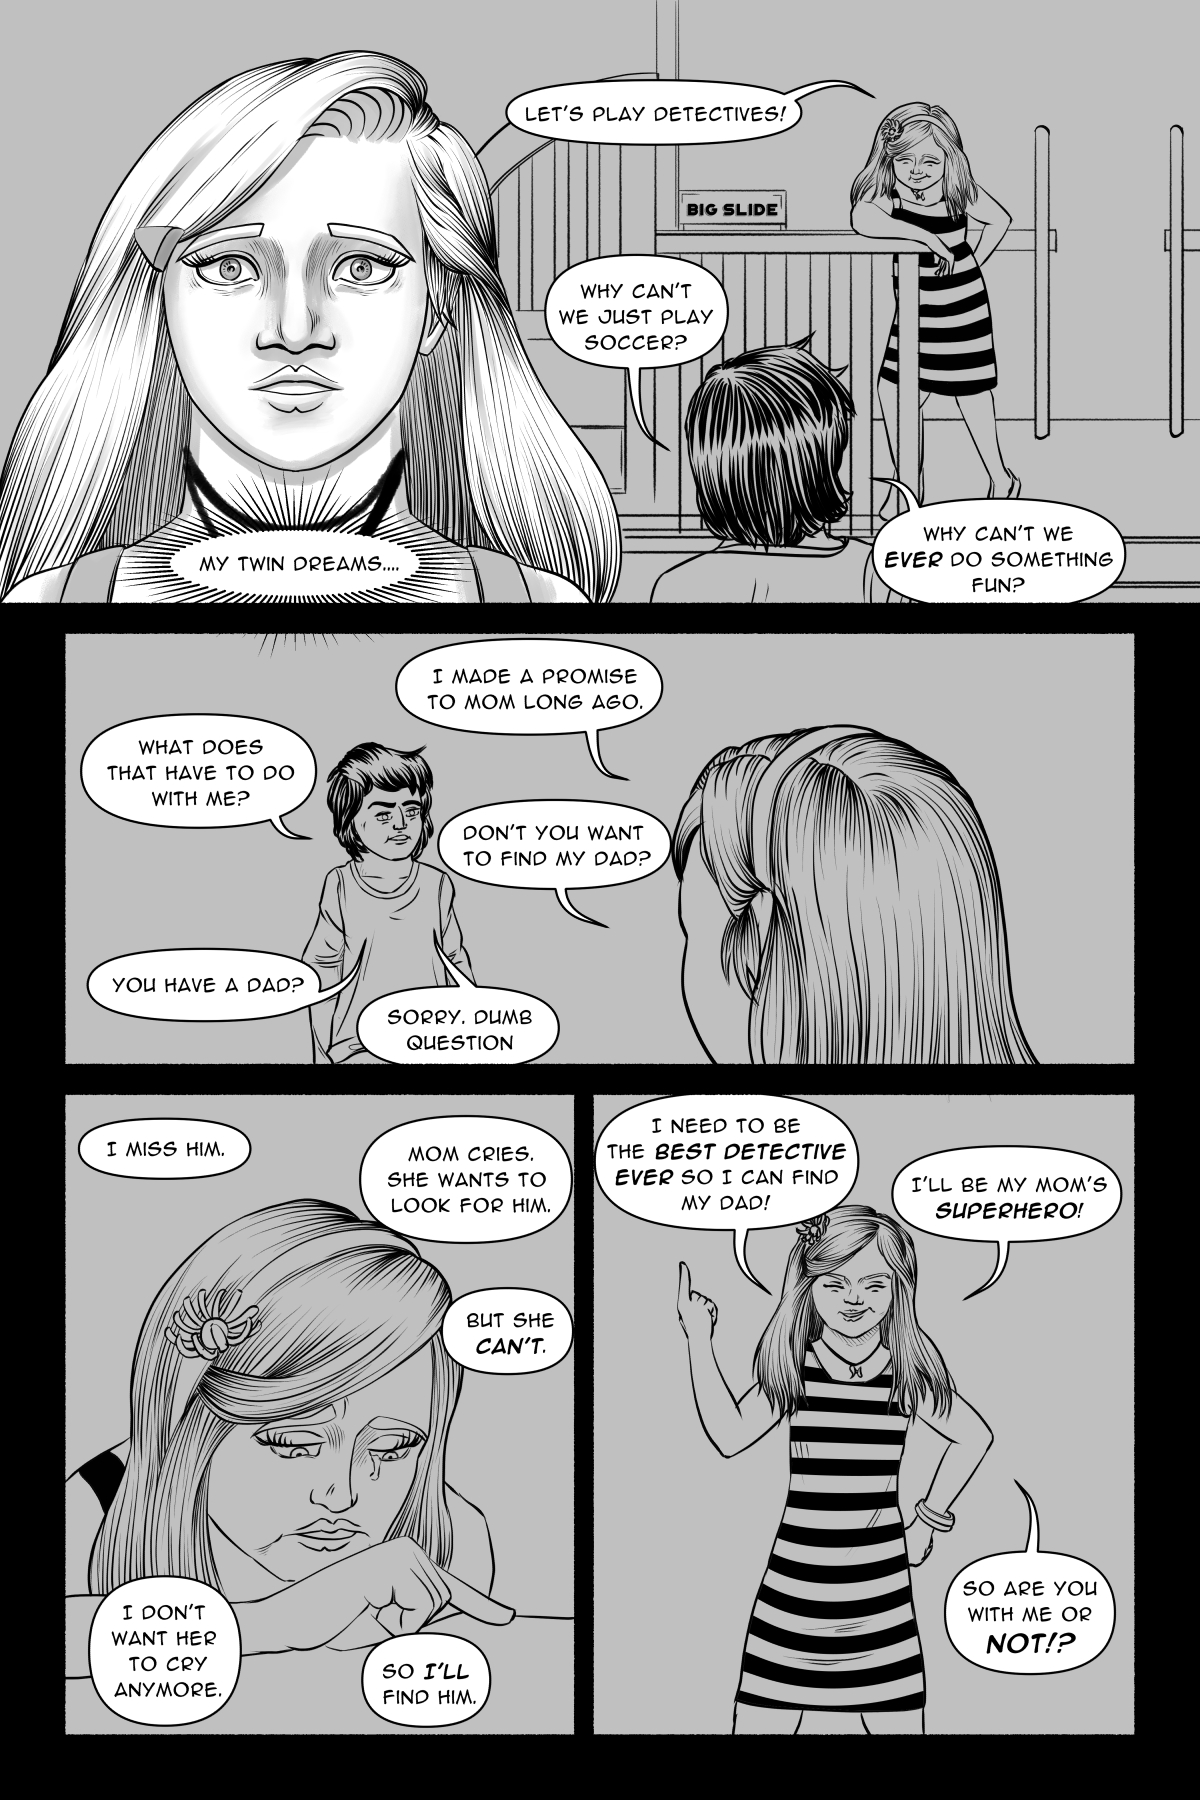 LET'S PLAY DETECTIVES!
BIG SLIDE
WHY CAN'T
WE JUST PLAY
SOCCER?
WHY CAN'T WE
EVER DO SOMETHING
FUN?
MY TWIN DREAMS....
I MADE A PROMISE
TO MOM LONG AGO.
WHAT DOES
THAT HAVE TO DO
WITH ME?
DON'T YOU WANT
TO FIND MY DAD?
YOU HAVE A DAD?
SORRY. DUMB
QUESTION
I MISS HIM.
MOM CRIES.
SHE WANTS TO
LOOK FOR HIM.
BUT SHE
CAN'T.
I DON'T
WANT HER
TO CRY
ANYMORE.
SO I'LL
FIND HIM.
I NEED TO BE
THE BEST DETECTIVE
EVER SO I CAN FIND
MY DAD!
I'LL BE MY MOM'S
SUPERHERO!
SO ARE YOU
WITH ME OR
NOT!?